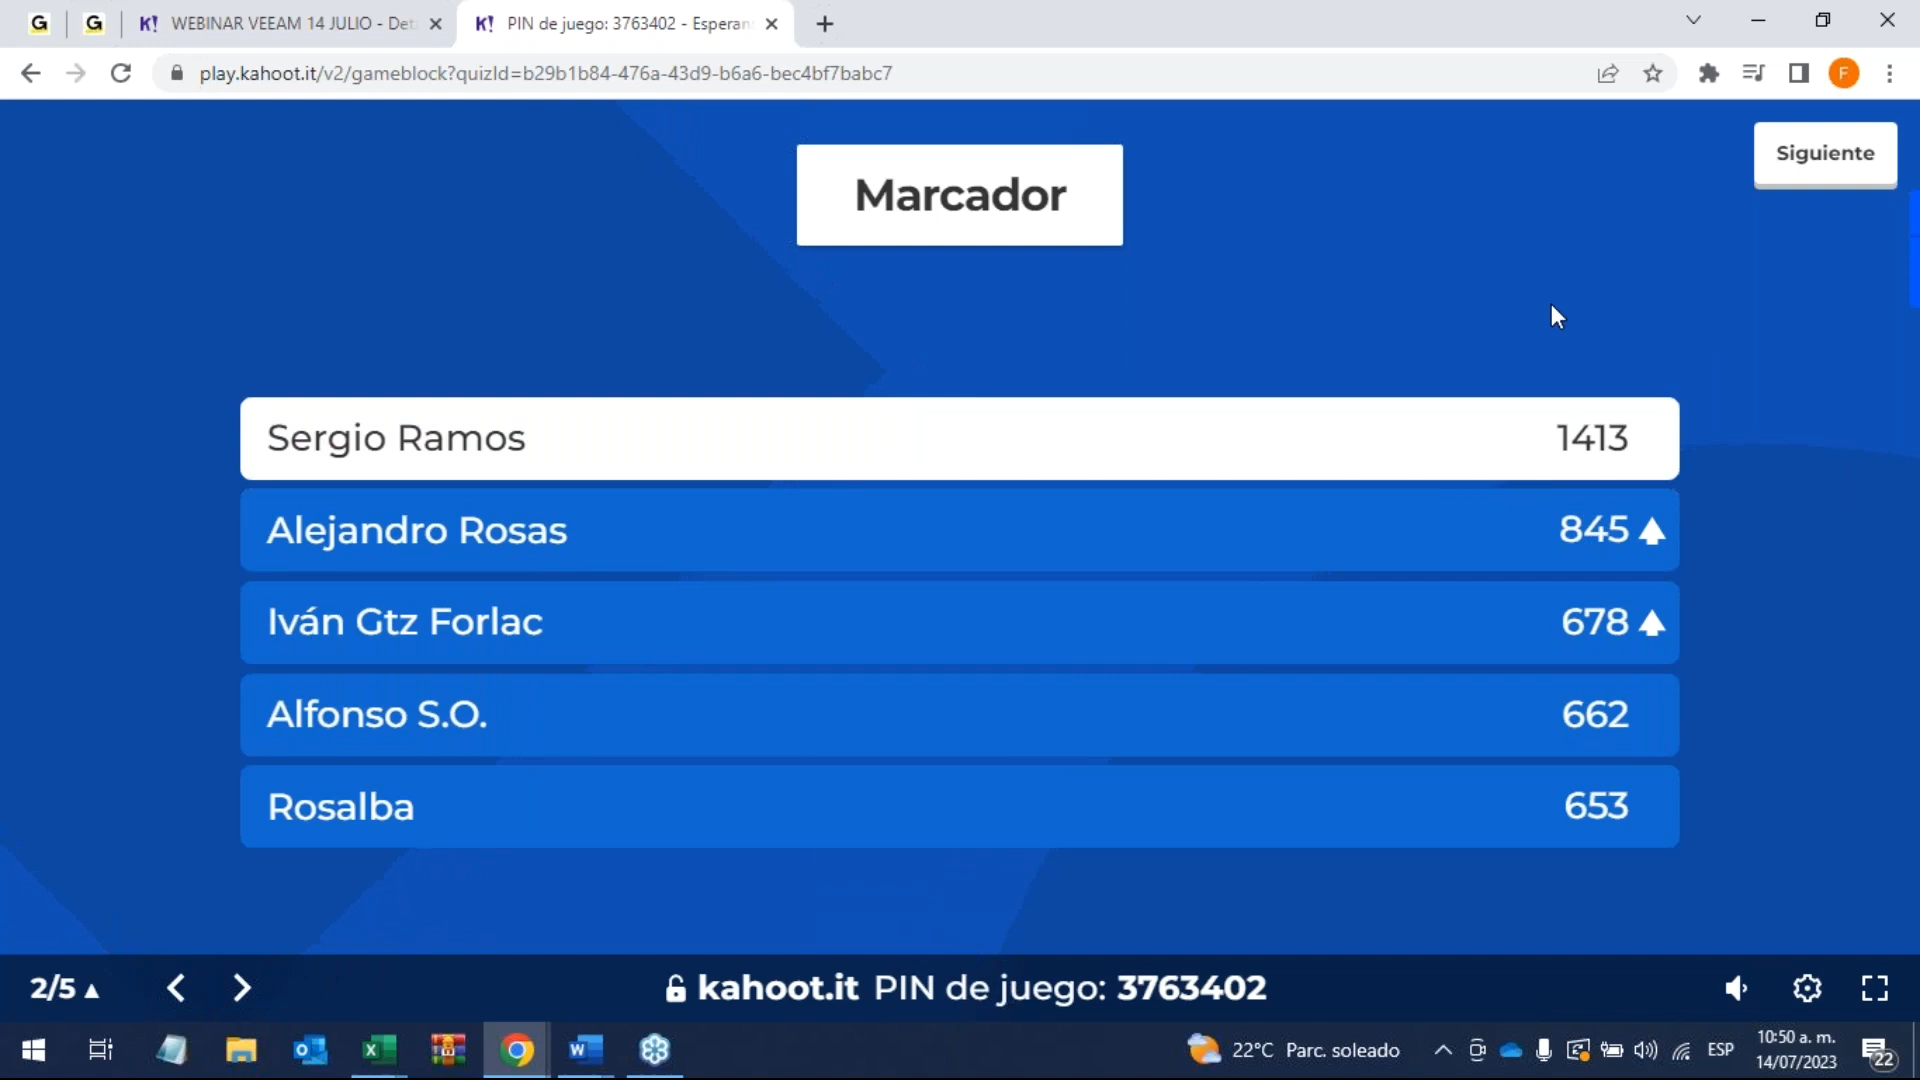 G
G
K! WEBINAR VEEAM 14 JULIO - Det
K! PIN de juego: 3763402 - Esperan
play.kahoot.it/v2/gameblock?quizId=b29b1b84-476a-43d9-b6a6-bec4bf7babc7
F
Siguiente
Marcador
Sergio Ramos 1413
Alejandro Rosas 845
Iván Gtz Forlac 678
Alfonso S.O. 662
Rosalba 653
2/5
kahoot.it PIN de juego: 3763402
22°C Parc. soleado
ESP
10:50 a. m.
14/07/2023
22